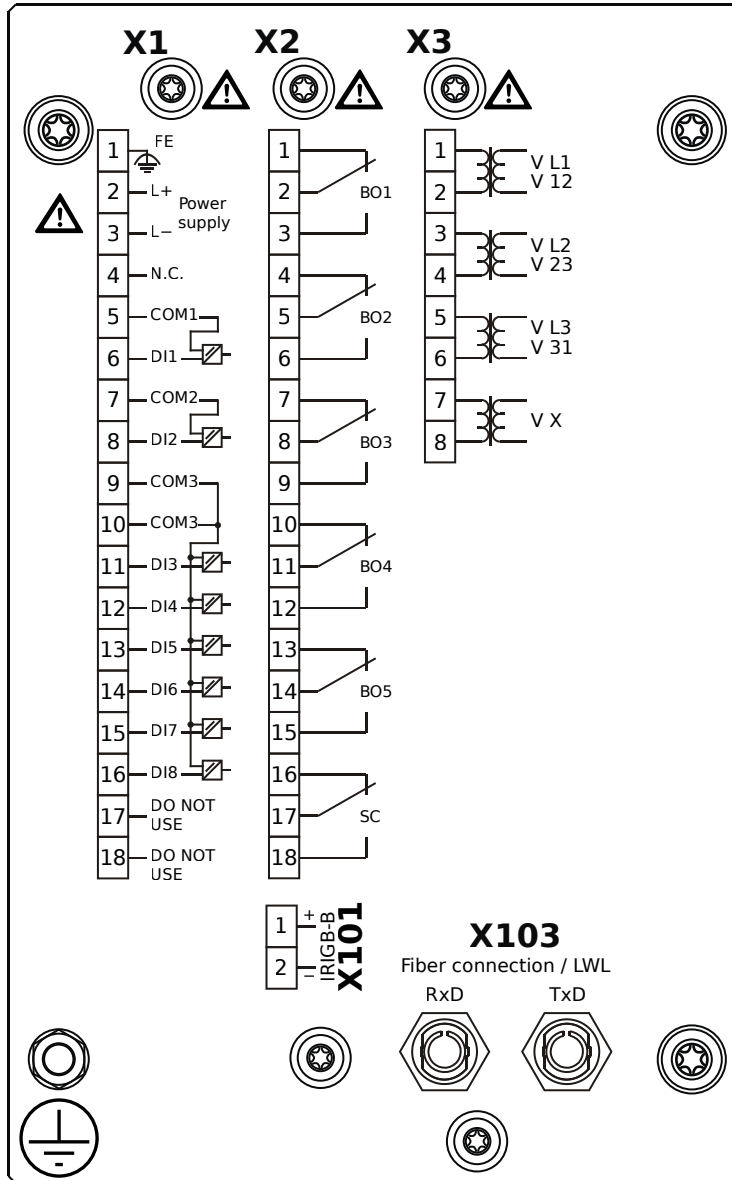 X1 X2 X3
1 FE
2 L+ Power supply
3 L−
4 N.C.
5 COM1
6 DI1
7 COM2
8 DI2
9 COM3
10 COM3
11 DI3
12 DI4
13 DI5
14 DI6
15 DI7
16 DI8
17 DO NOT USE
18 DO NOT USE
1
2 BO1
3
4
5 BO2
6
7
8 BO3
9
10
11 BO4
12
13
14 BO5
15
16
17 SC
18
1 V L1
2 V 12
3 V L2
4 V 23
5 V L3
6 V 31
7 V X
8
1 +
2 −
IRIGB-B
X101
X103
Fiber connection / LWL
RxD TxD